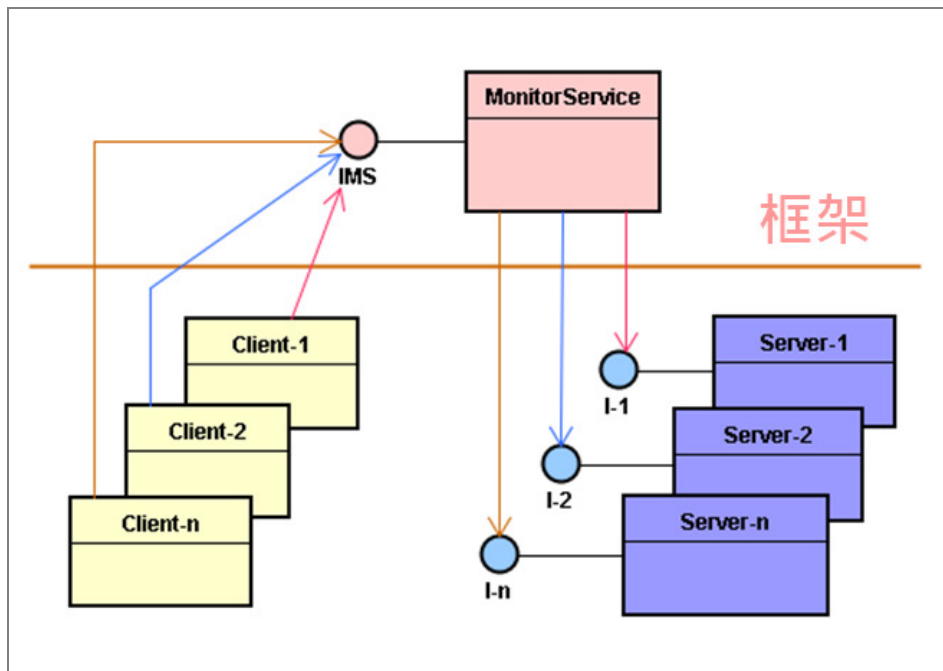 MonitorService
IMS
框架
Client-1
Server-1
I-1
Client-2
Server-2
I-2
Client-n
Server-n
I-n